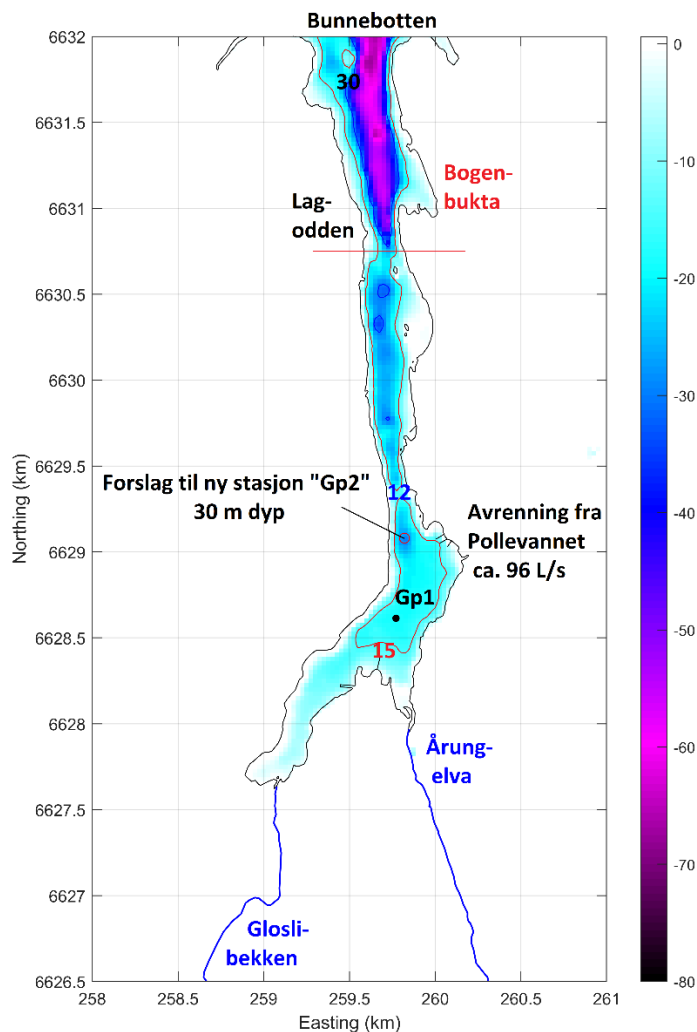 Bunnebotten
30
Bogen-
bukta
Lag-
odden
12
Forslag til ny stasjon "Gp2"
30 m dyp
Avrenning fra
Pollevannet
ca. 96 L/s
Gp1
15
Årung-
elva
Glosli-
bekken
6632
6631.5
6631
6630.5
6630
6629.5
6629
6628.5
6628
6627.5
6627
6626.5
Northing (km)
258
258.5
259
259.5
260
260.5
261
Easting (km)
0
-10
-20
-30
-40
-50
-60
-70
-80